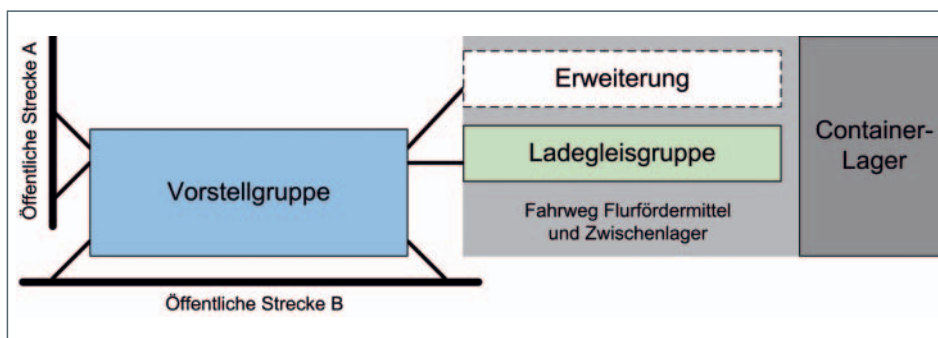 Öffentliche Strecke A
Erweiterung
Vorstellgruppe
Ladegleisgruppe
Container-
Lager
Fahrweg Flurfördermittel
und Zwischenlager
Öffentliche Strecke B